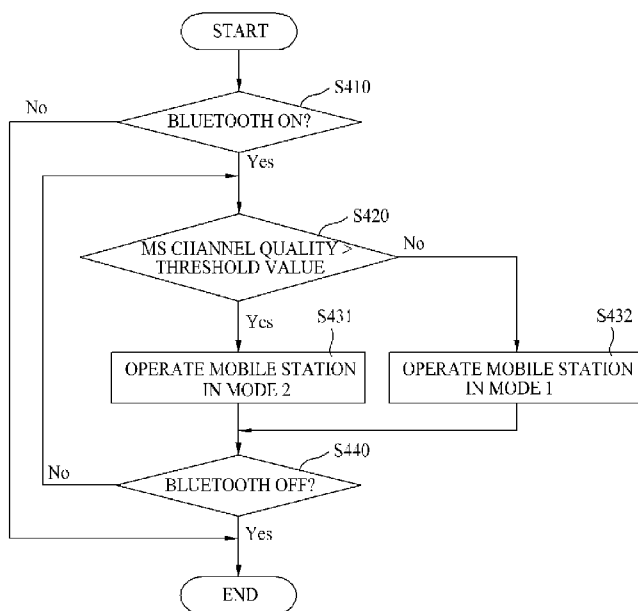 START
S410
No
BLUETOOTH ON?
Yes
S420
MS CHANNEL QUALITY >
THRESHOLD VALUE
No
Yes
S431
S432
OPERATE MOBILE STATION
IN MODE 2
OPERATE MOBILE STATION
IN MODE 1
S440
No
BLUETOOTH OFF?
Yes
END